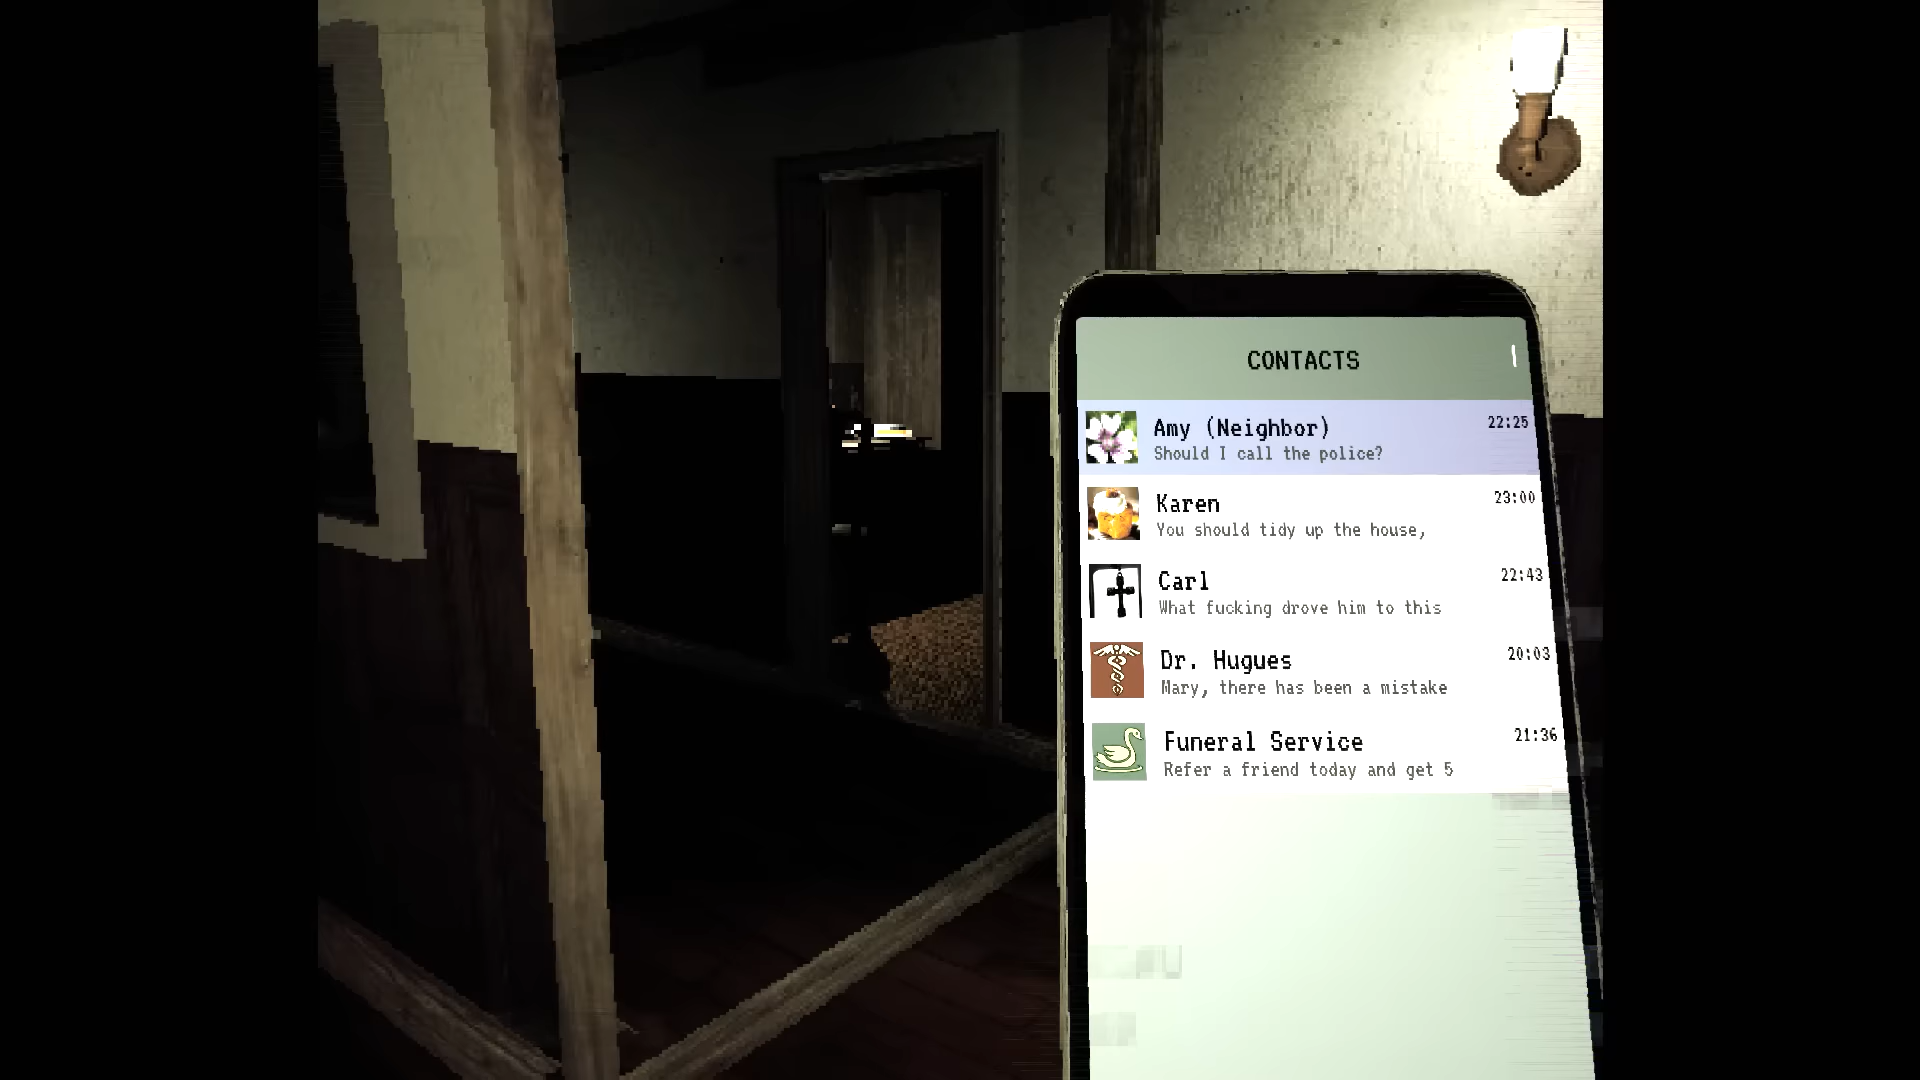 CONTACTS
Amy (Neighbor)
22:25
Should I call the police?
Karen
23:00
You should tidy up the house,
Carl
22:43
What fucking drove him to this
Dr. Hugues
20:03
Mary, there has been a mistake
Funeral Service
21:36
Refer a friend today and get 5